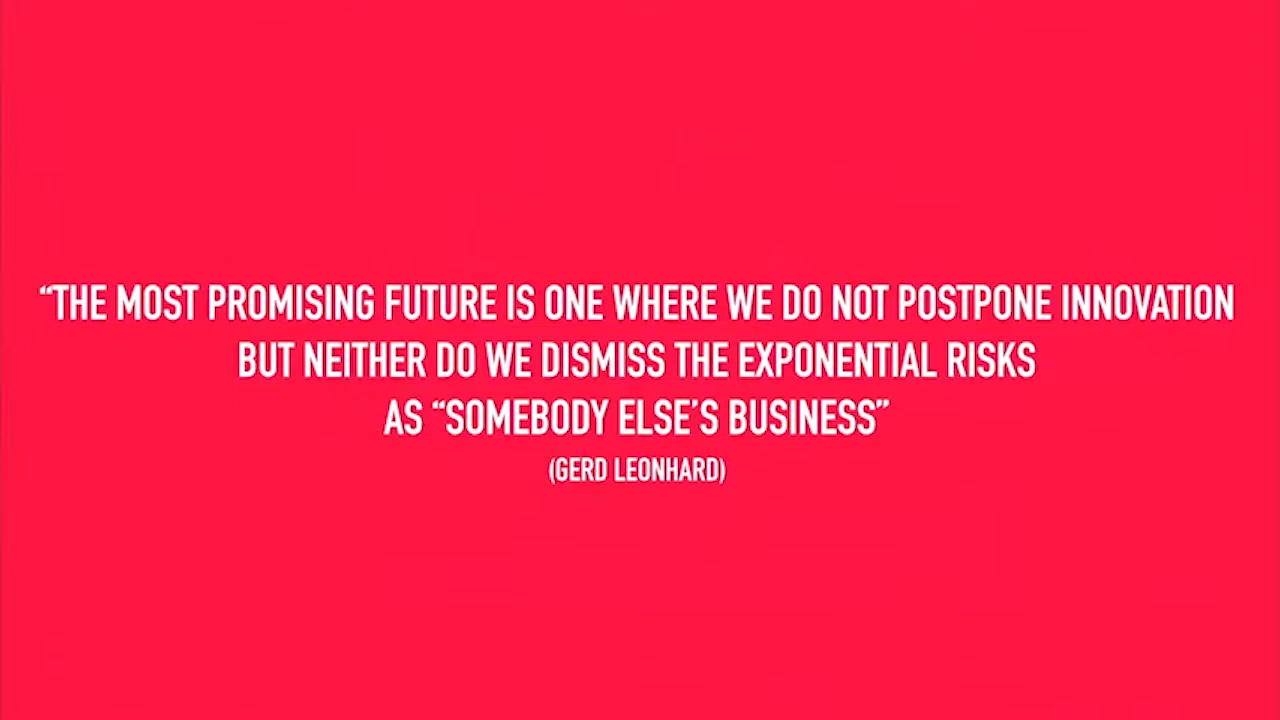 “THE MOST PROMISING FUTURE IS ONE WHERE WE DO NOT POSTPONE INNOVATION
BUT NEITHER DO WE DISMISS THE EXPONENTIAL RISKS
AS “SOMEBODY ELSE’S BUSINESS”
(GERD LEONHARD)